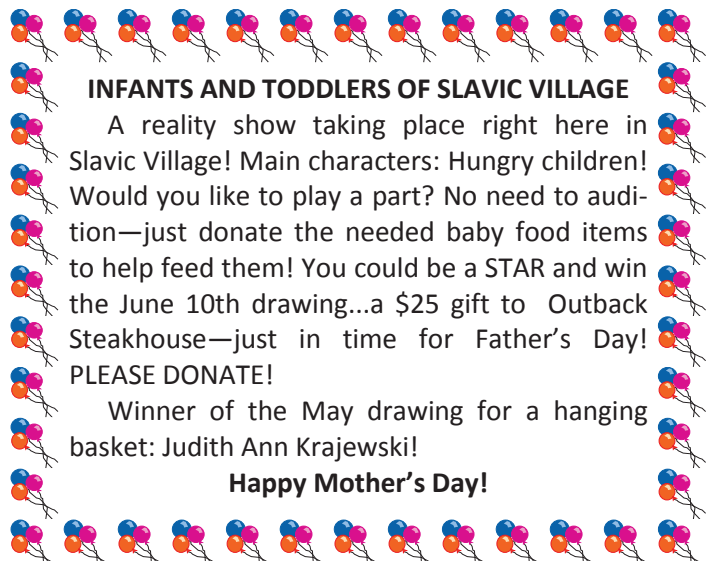 INFANTS AND TODDLERS OF SLAVIC VILLAGE
A reality show taking place right here in
Slavic Village! Main characters: Hungry children!
Would you like to play a part? No need to audi-
tion—just donate the needed baby food items
to help feed them! You could be a STAR and win
the June 10th drawing...a $25 gift to Outback
Steakhouse—just in time for Father’s Day!
PLEASE DONATE!
Winner of the May drawing for a hanging
basket: Judith Ann Krajewski!
Happy Mother’s Day!